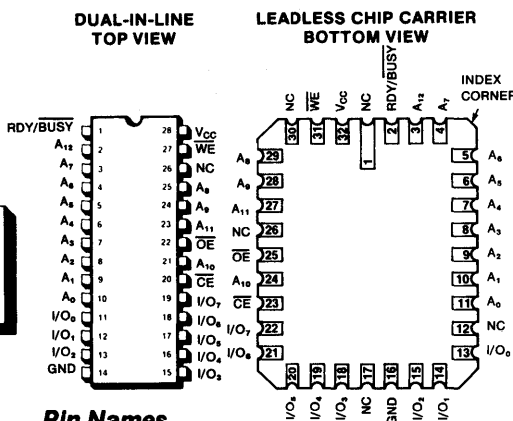 DUAL-IN-LINE
TOP VIEW
RDY/BUSY 1 28 VCC
A12 2 27 WE
A7 3 26 NC
A6 4 25 A8
A5 5 24 A9
A4 6 23 A11
A3 7 22 OE
A2 8 21 A10
A1 9 20 CE
A0 10 19 I/O7
I/O0 11 18 I/O6
I/O1 12 17 I/O5
I/O2 13 16 I/O4
GND 14 15 I/O3
LEADLESS CHIP CARRIER
BOTTOM VIEW
INDEX
CORNER
NC WE VCC NC RDY/BUSY A12 A7
30 31 32 1 2 3 4
A8 29 5 A6
A9 28 6 A5
A11 27 7 A4
NC 26 8 A3
OE 25 9 A2
A10 24 10 A1
CE 23 11 A0
I/O7 22 12 NC
I/O6 21 13 I/O0
20 19 18 17 16 15 14
I/O5 I/O4 I/O3 NC GND I/O2 I/O1
Pin Names